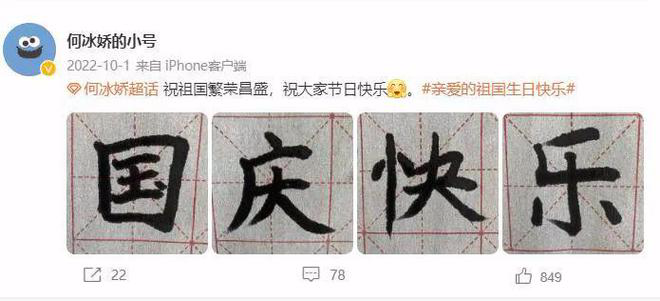 何冰娇的小号
2022-10-1 来自 iPhone客户端
何冰娇超话 祝祖国繁荣昌盛，祝大家节日快乐。#亲爱的祖国生日快乐#
国庆快乐
22 78 849